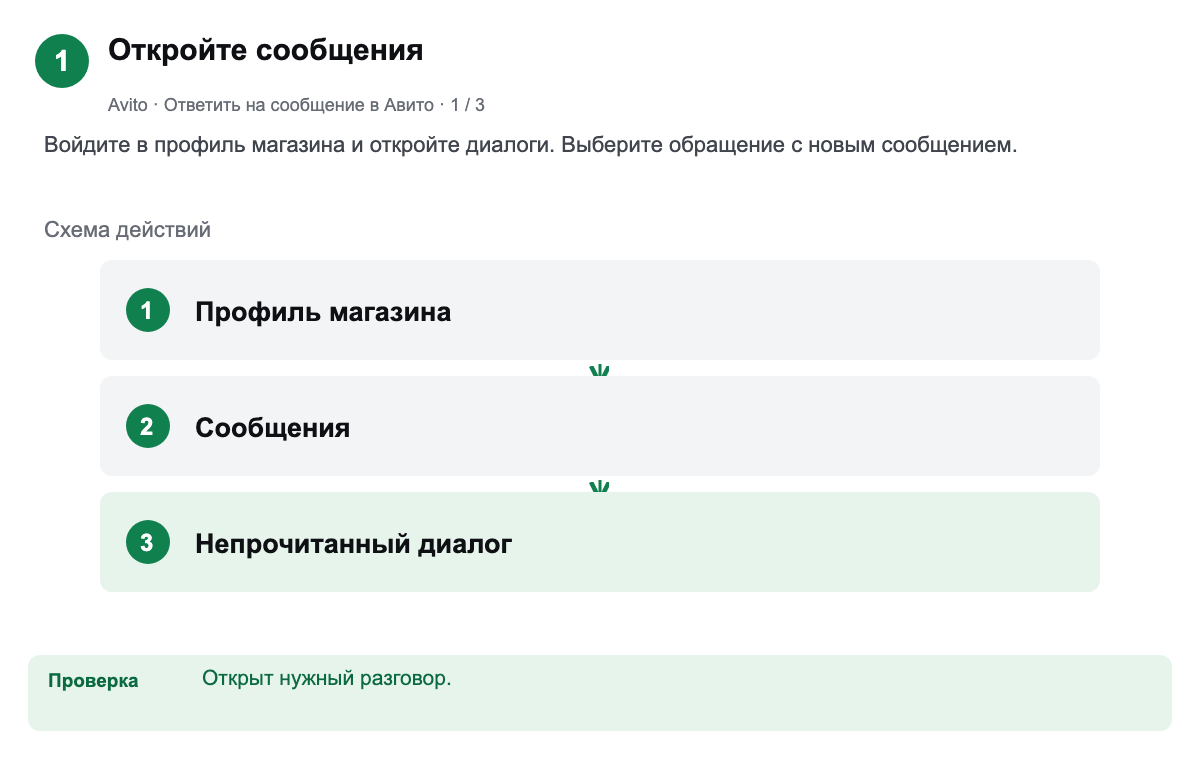 1
Откройте сообщения
Avito · Ответить на сообщение в Авито · 1 / 3
Войдите в профиль магазина и откройте диалоги. Выберите обращение с новым сообщением.
Схема действий
1 Профиль магазина
2 Сообщения
3 Непрочитанный диалог
Проверка Открыт нужный разговор.